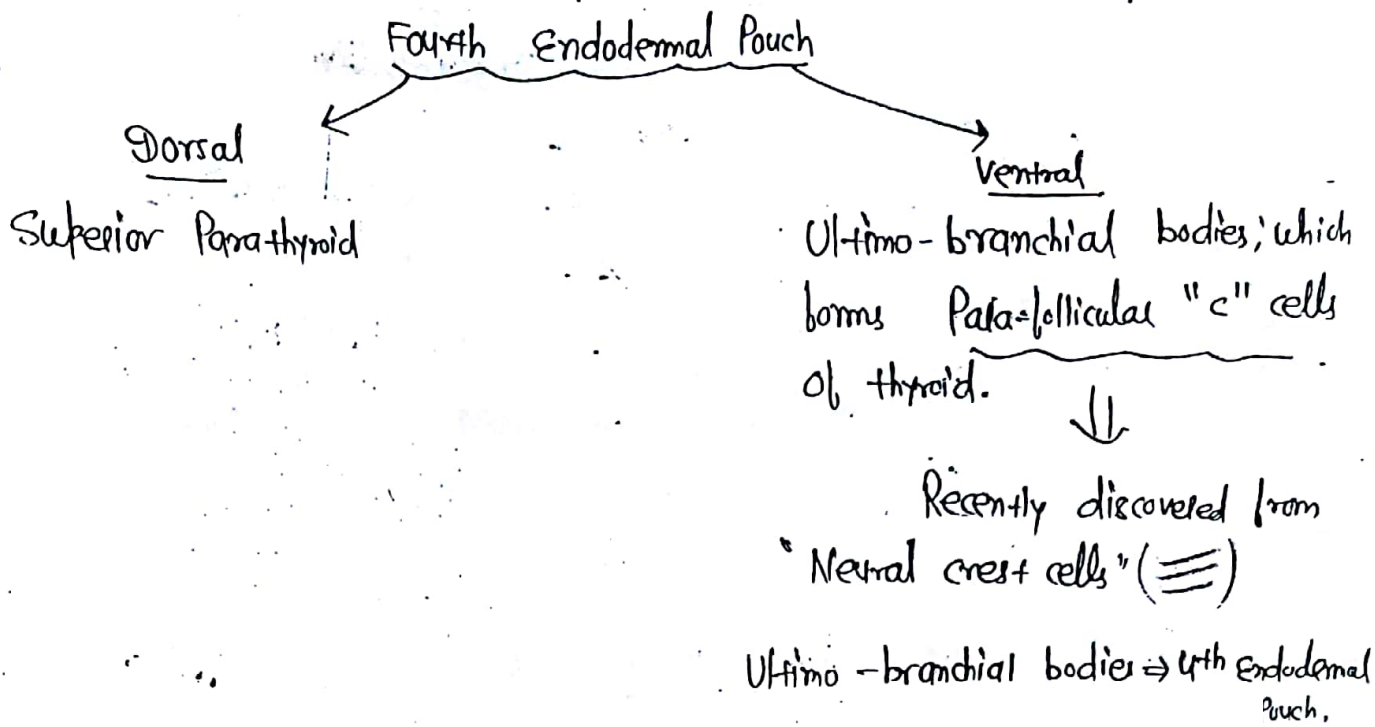 Fourth Endodermal Pouch
Dorsal
Superior Parathyroid
Ventral
Ultimo-branchial bodies; which
forms Para-follicular "c" cells
of thyroid.
Recently discovered from
"Neural crest cells"
Ultimo-branchial bodies ⇒ 4th Endodermal
Pouch.